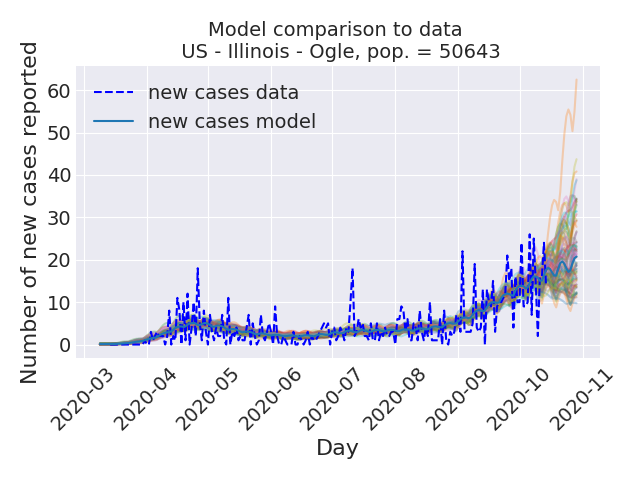 Model comparison to data
US - Illinois - Ogle, pop. = 50643
Number of new cases reported
60
50
40
30
20
10
0
new cases data
new cases model
2020-03
2020-04
2020-05
2020-06
2020-07
2020-08
2020-09
2020-10
2020-11
Day